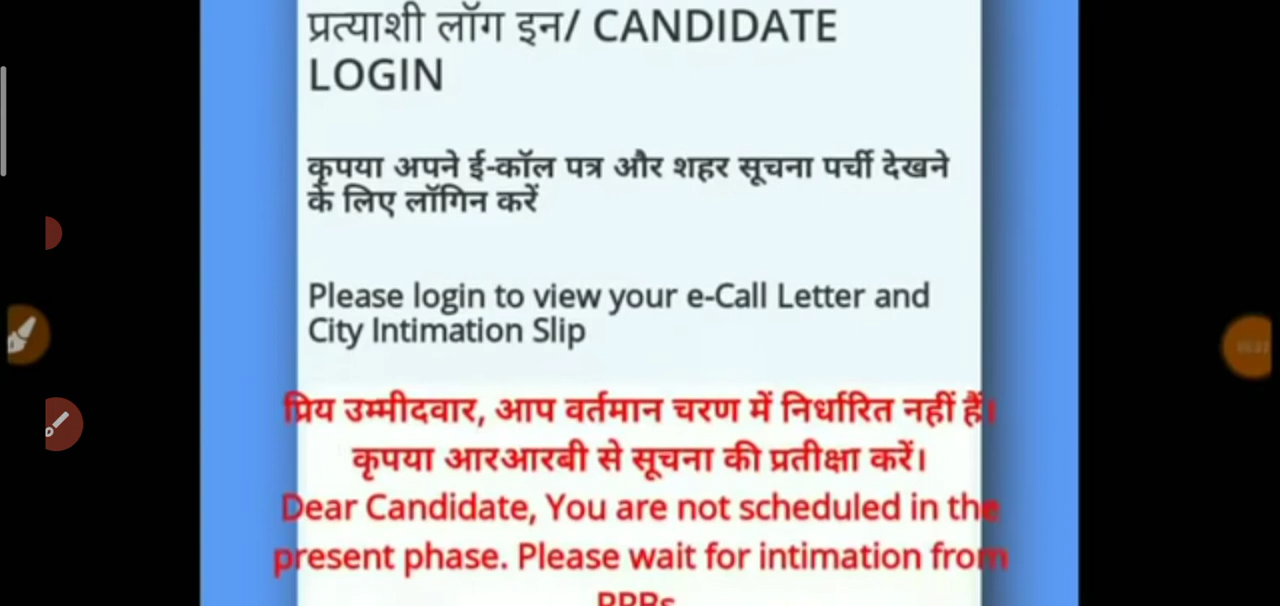 प्रत्याशी लॉग इन/ CANDIDATE
LOGIN
कृपया अपने ई-कॉल पत्र और शहर सूचना पर्ची देखने
के लिए लॉगिन करें
Please login to view your e-Call Letter and
City Intimation Slip
प्रिय उम्मीदवार, आप वर्तमान चरण में निर्धारित नहीं हैं।
कृपया आरआरबी से सूचना की प्रतीक्षा करें।
Dear Candidate, You are not scheduled in the
present phase. Please wait for intimation from
RRBs